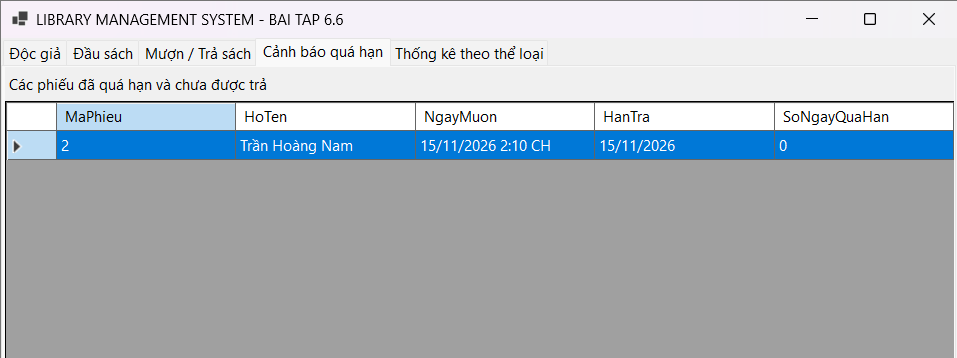 LIBRARY MANAGEMENT SYSTEM - BAI TAP 6.6
Độc giả Đầu sách Mượn / Trả sách Cảnh báo quá hạn Thống kê theo thể loại
Các phiếu đã quá hạn và chưa được trả
MaPhieu HoTen NgayMuon HanTra SoNgayQuaHan
2 Trần Hoàng Nam 15/11/2026 2:10 CH 15/11/2026 0